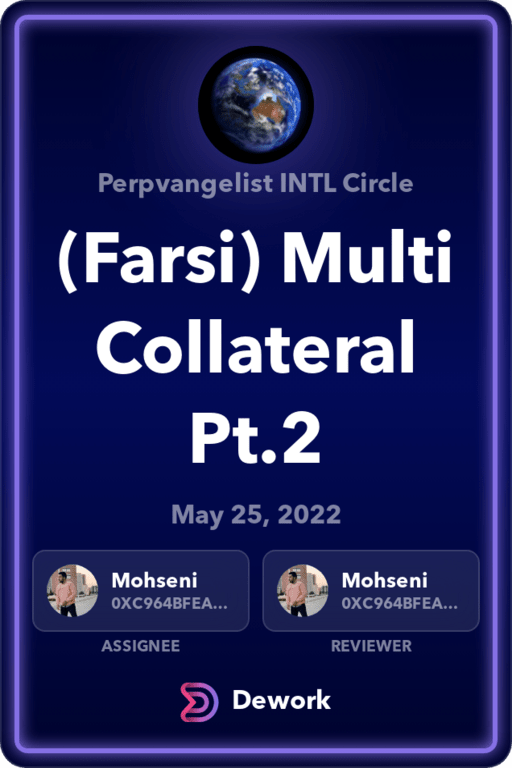 Perpvangelist INTL Circle
(Farsi) Multi
Collateral
Pt.2
May 25, 2022
Mohseni
0XC964BFEA...
ASSIGNEE
Mohseni
0XC964BFEA...
REVIEWER
Dework